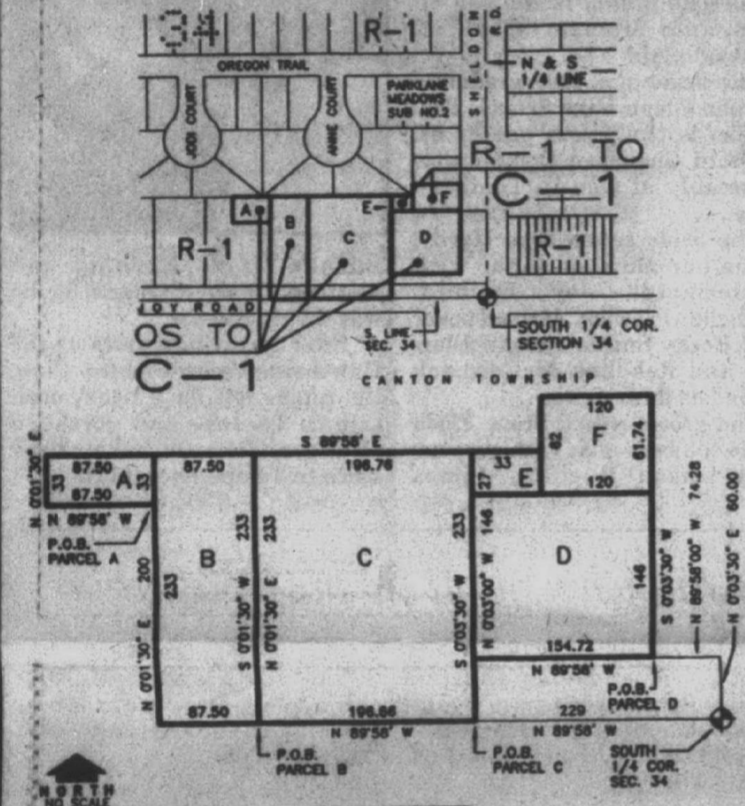 R-1
OREGON TRAIL
JODI COURT
ANNE COURT
PARKLANE
MEADOWS
SUB NO.2
SHELDON
RD.
N & S
1/4 LINE
R-1 TO
C-1
A
B
C
D
E
F
R-1
R-1
JOY ROAD
OS TO
C-1
S. LINE
SEC. 34
SOUTH 1/4 COR.
SECTION 34
CANTON TOWNSHIP
S 89°58' E
N 0°01'30" E
87.50
33
A
33
87.50
N 89°58' W
P.O.B.
PARCEL A
87.50
200
233
B
N 0°01'30" E
S 0°01'30" W
233
87.50
196.76
233
N 0°01'30" E
C
233
S 0°03'30" W
196.66
N 89°58' W
P.O.B.
PARCEL B
P.O.B.
PARCEL C
33
27
E
62
120
F
61.74
120
146
N 0°03'00" W
D
146
S 0°03'30" W
154.72
N 89°58' W
P.O.B.
PARCEL D
229
N 89°58' W
N 89°58'00" W 74.28
N 0°03'30" E 60.00
SOUTH
1/4 COR.
SEC. 34
NORTH
NO SCALE